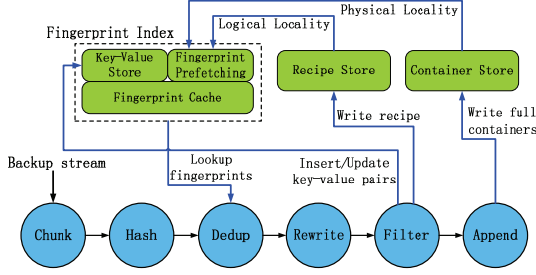 Physical Locality
Logical Locality
Fingerprint Index
Key-Value
Store
Fingerprint
Prefetching
Fingerprint Cache
Recipe Store
Container Store
Write recipe
Write full
containers
Lookup
fingerprints
Insert/Update
key-value pairs
Backup stream
Chunk
Hash
Dedup
Rewrite
Filter
Append